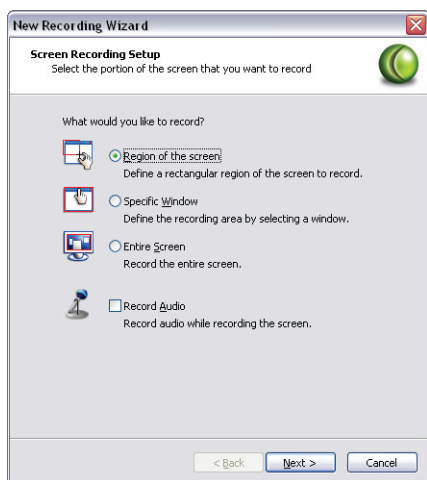 New Recording Wizard
Screen Recording Setup
Select the portion of the screen that you want to record
What would you like to record?
Region of the screen
Define a rectangular region of the screen to record.
Specific Window
Define the recording area by selecting a window.
Entire Screen
Record the entire screen.
Record Audio
Record audio while recording the screen.
< Back
Next >
Cancel